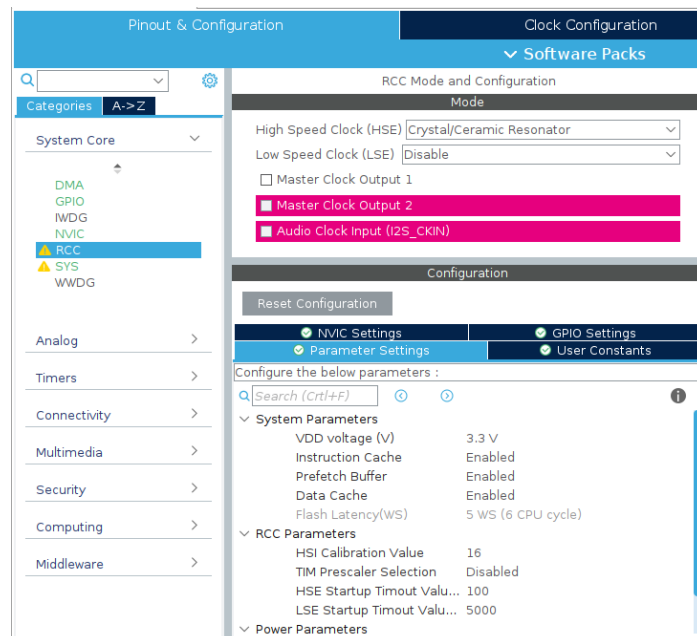 Pinout & Configuration
Clock Configuration
Software Packs
Categories
A->Z
System Core
DMA
GPIO
IWDG
NVIC
RCC
SYS
WWDG
Analog
Timers
Connectivity
Multimedia
Security
Computing
Middleware
RCC Mode and Configuration
Mode
High Speed Clock (HSE) Crystal/Ceramic Resonator
Low Speed Clock (LSE) Disable
Master Clock Output 1
Master Clock Output 2
Audio Clock Input (I2S_CKIN)
Configuration
Reset Configuration
NVIC Settings
GPIO Settings
Parameter Settings
User Constants
Configure the below parameters :
Search (Crtl+F)
System Parameters
VDD voltage (V) 3.3 V
Instruction Cache Enabled
Prefetch Buffer Enabled
Data Cache Enabled
Flash Latency(WS) 5 WS (6 CPU cycle)
RCC Parameters
HSI Calibration Value 16
TIM Prescaler Selection Disabled
HSE Startup Timout Valu... 100
LSE Startup Timout Valu... 5000
Power Parameters